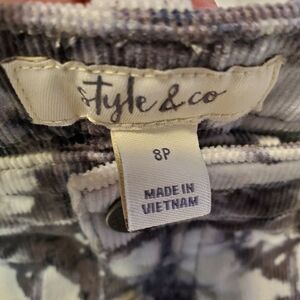 style & co
8P
MADE IN
VIETNAM